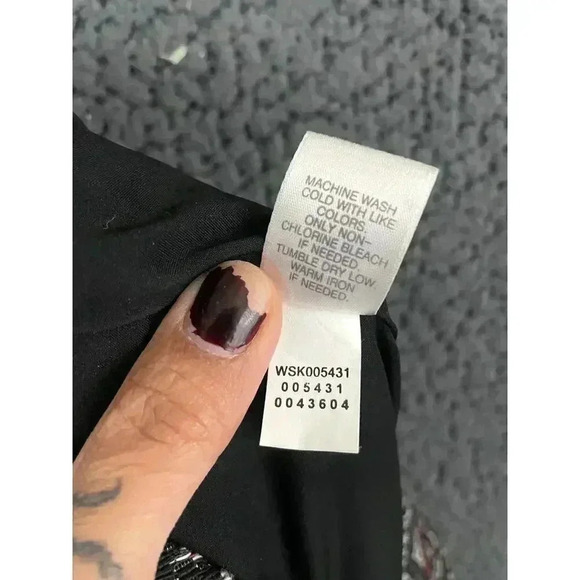 MACHINE WASH
COLD WITH LIKE
COLORS.
ONLY NON-
CHLORINE BLEACH
IF NEEDED.
TUMBLE DRY LOW
WARM IRON
IF NEEDED.
WSK005431
005431
0043604